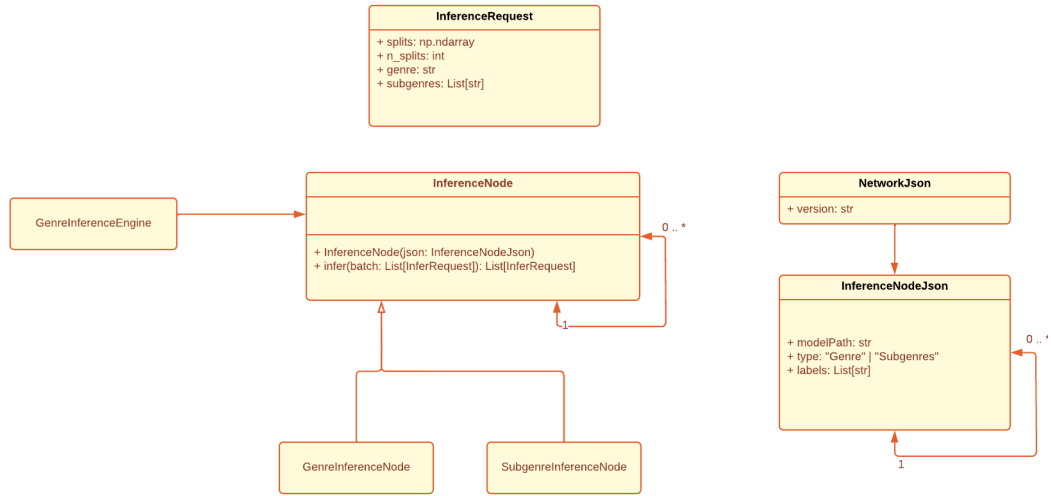 InferenceRequest
+ splits: np.ndarray
+ n_splits: int
+ genre: str
+ subgenres: List[str]
GenreInferenceEngine
InferenceNode
+ InferenceNode(json: InferenceNodeJson)
+ infer(batch: List[InferRequest]): List[InferRequest]
0 .. *
1
GenreInferenceNode
SubgenreInferenceNode
NetworkJson
+ version: str
InferenceNodeJson
+ modelPath: str
+ type: "Genre" | "Subgenres"
+ labels: List[str]
0 .. *
1